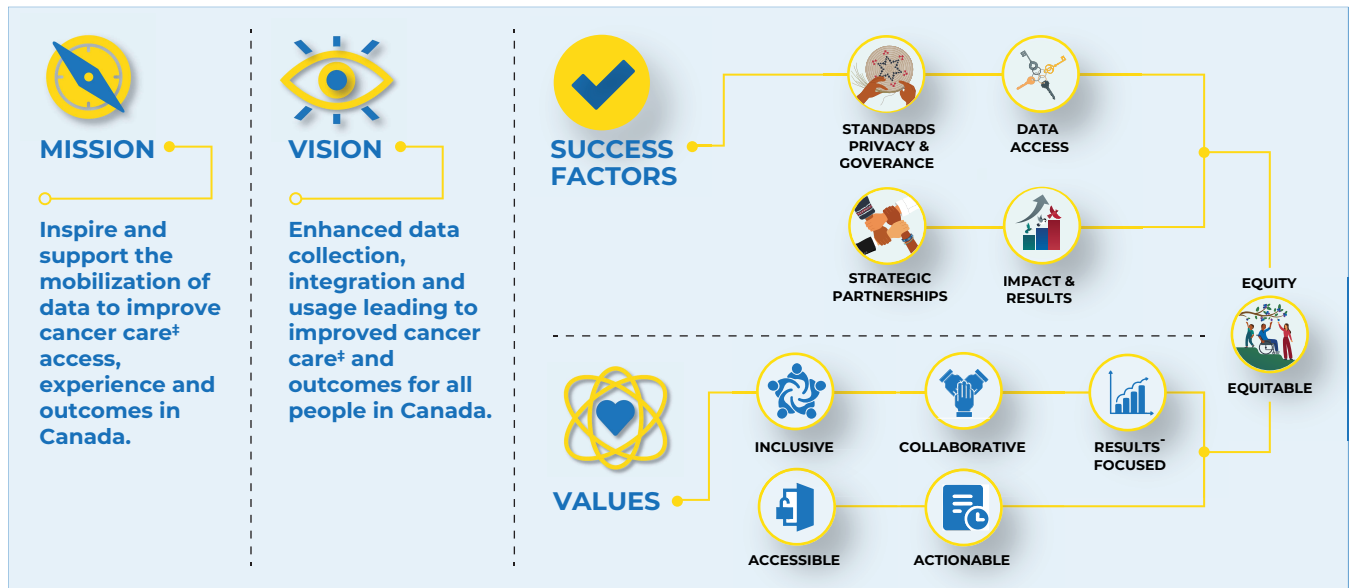 MISSION
Inspire and
support the
mobilization of
data to improve
cancer care‡
access,
experience and
outcomes in
Canada.
VISION
Enhanced data
collection,
integration and
usage leading to
improved cancer
care‡ and
outcomes for all
people in Canada.
SUCCESS
FACTORS
STANDARDS
PRIVACY &
GOVERANCE
DATA
ACCESS
STRATEGIC
PARTNERSHIPS
IMPACT &
RESULTS
EQUITY
EQUITABLE
VALUES
INCLUSIVE
COLLABORATIVE
RESULTS-
FOCUSED
ACCESSIBLE
ACTIONABLE